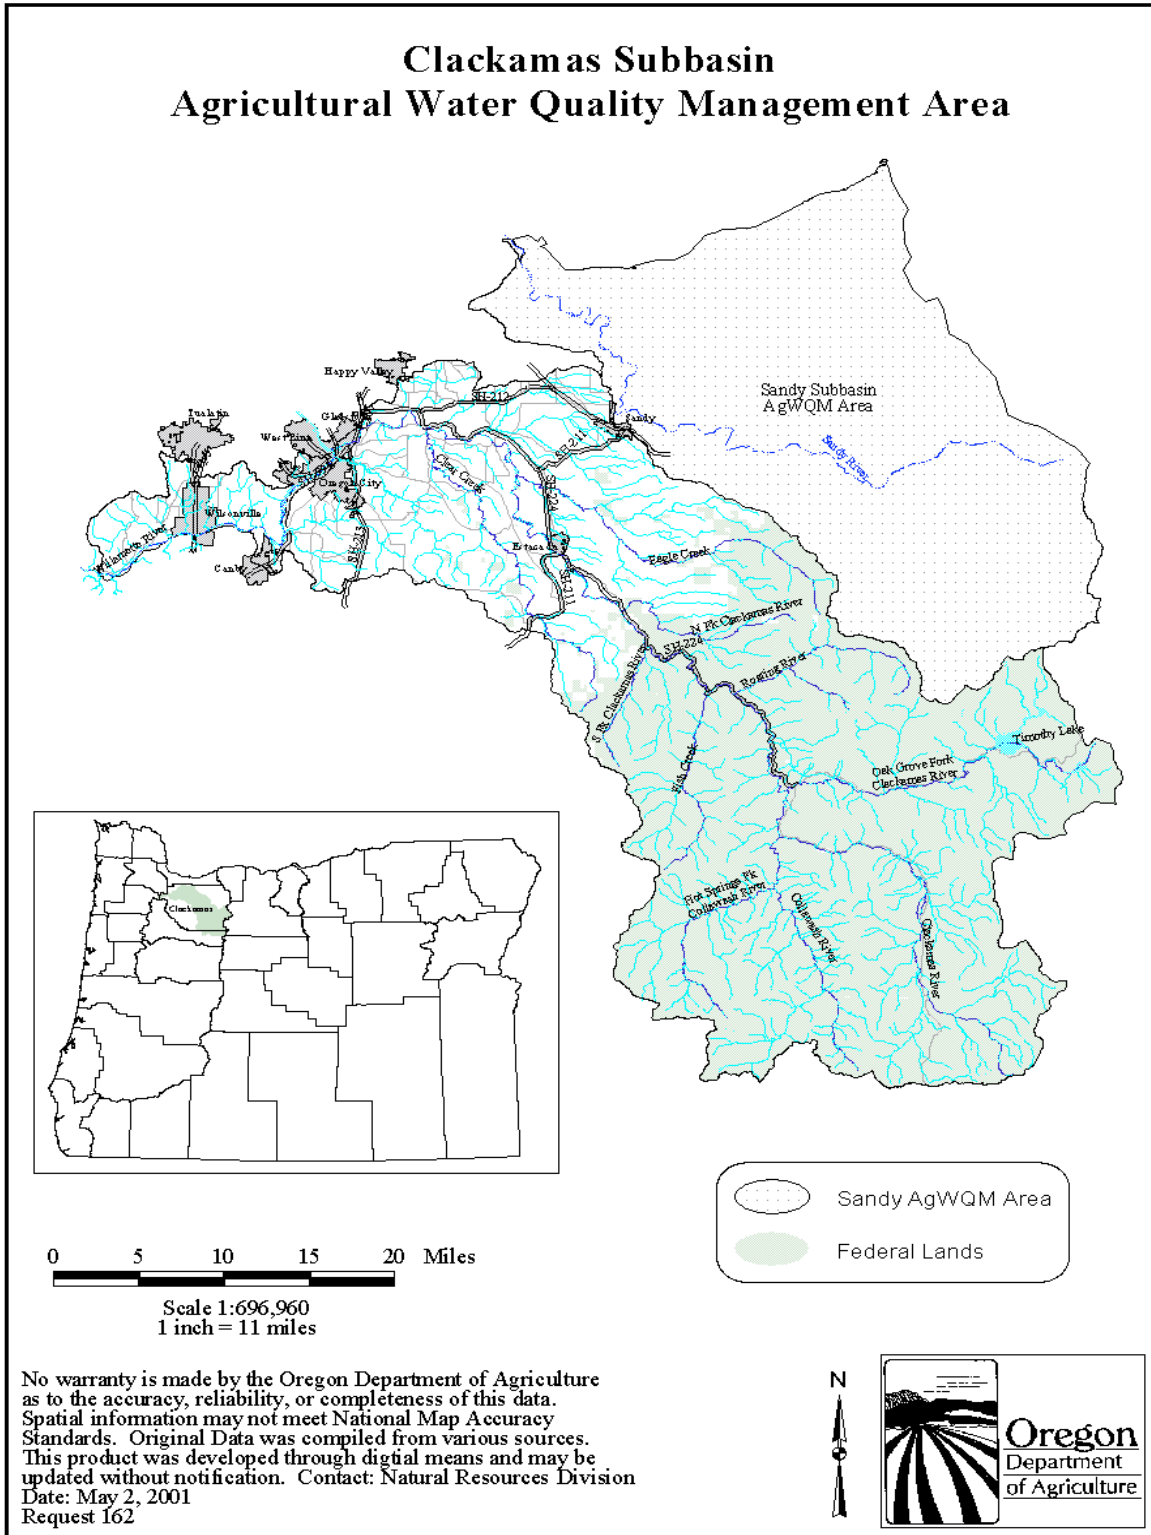 Clackamas Subbasin
Agricultural Water Quality Management Area
Happy Valley
SH-212
Sandy Subbasin
AgWQM Area
Tualatin
Sandy
West Linn
SH-211
Sandy River
Clear Creek
Oregon City
SH-224
Wilsonville
Willamette River
SH-213
Estacada
Eagle Creek
Canby
SH-211
N Fk Clackamas River
SH-224
S Fk Clackamas River
Roaring River
Timothy Lake
Fish Creek
Oak Grove Fork
Clackamas River
Hot Springs Fk
Collawash River
Collawash River
Clackamas River
Clackamas
Sandy AgWQM Area
Federal Lands
0 5 10 15 20 Miles
Scale 1:696,960
1 inch = 11 miles
No warranty is made by the Oregon Department of Agriculture
as to the accuracy, reliability, or completeness of this data.
Spatial information may not meet National Map Accuracy
Standards. Original Data was compiled from various sources.
This product was developed through digtial means and may be
updated without notification. Contact: Natural Resources Division
Date: May 2, 2001
Request 162
N
Oregon
Department
of Agriculture